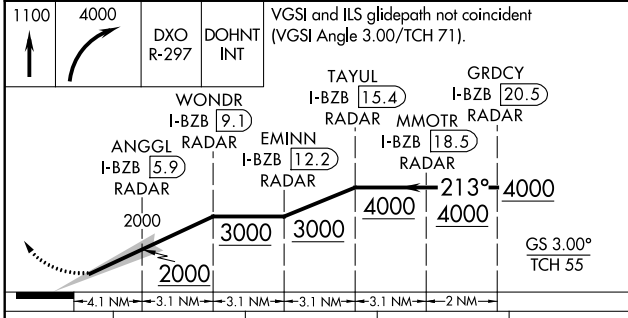 1100
4000
DXO
R-297
DOHNT
INT
VGSI and ILS glidepath not coincident
(VGSI Angle 3.00/TCH 71).
GRDCY
I-BZB 20.5
RADAR
TAYUL
I-BZB 15.4
RADAR
MMOTR
I-BZB 18.5
RADAR
WONDR
I-BZB 9.1
RADAR
EMINN
I-BZB 12.2
RADAR
ANGGL
I-BZB 5.9
RADAR
2000
2000
3000
3000
4000
213°
4000
4000
GS 3.00°
TCH 55
4.1 NM
3.1 NM
3.1 NM
3.1 NM
3.1 NM
2 NM